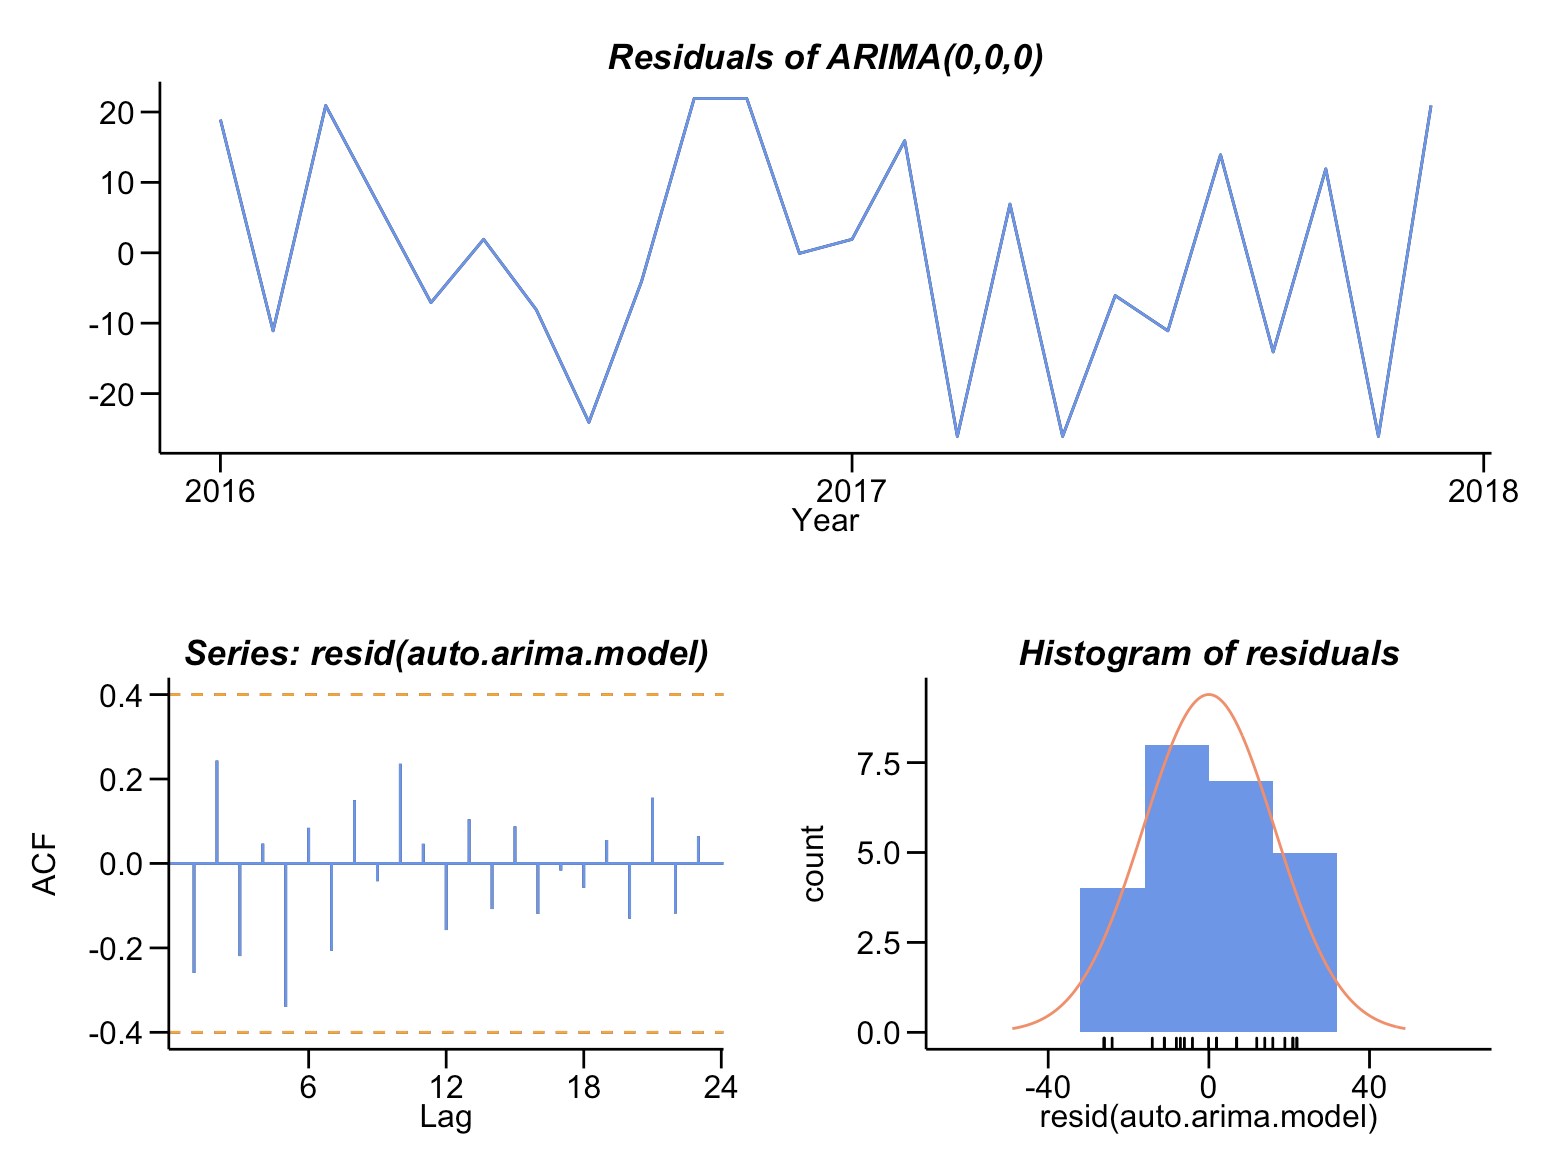 Residuals of ARIMA(0,0,0)
20
10
0
-10
-20
2016 2017 2018
Year
Series: resid(auto.arima.model)
0.4
0.2
0.0
-0.2
-0.4
ACF
6 12 18 24
Lag
Histogram of residuals
7.5
5.0
2.5
0.0
count
-40 0 40
resid(auto.arima.model)